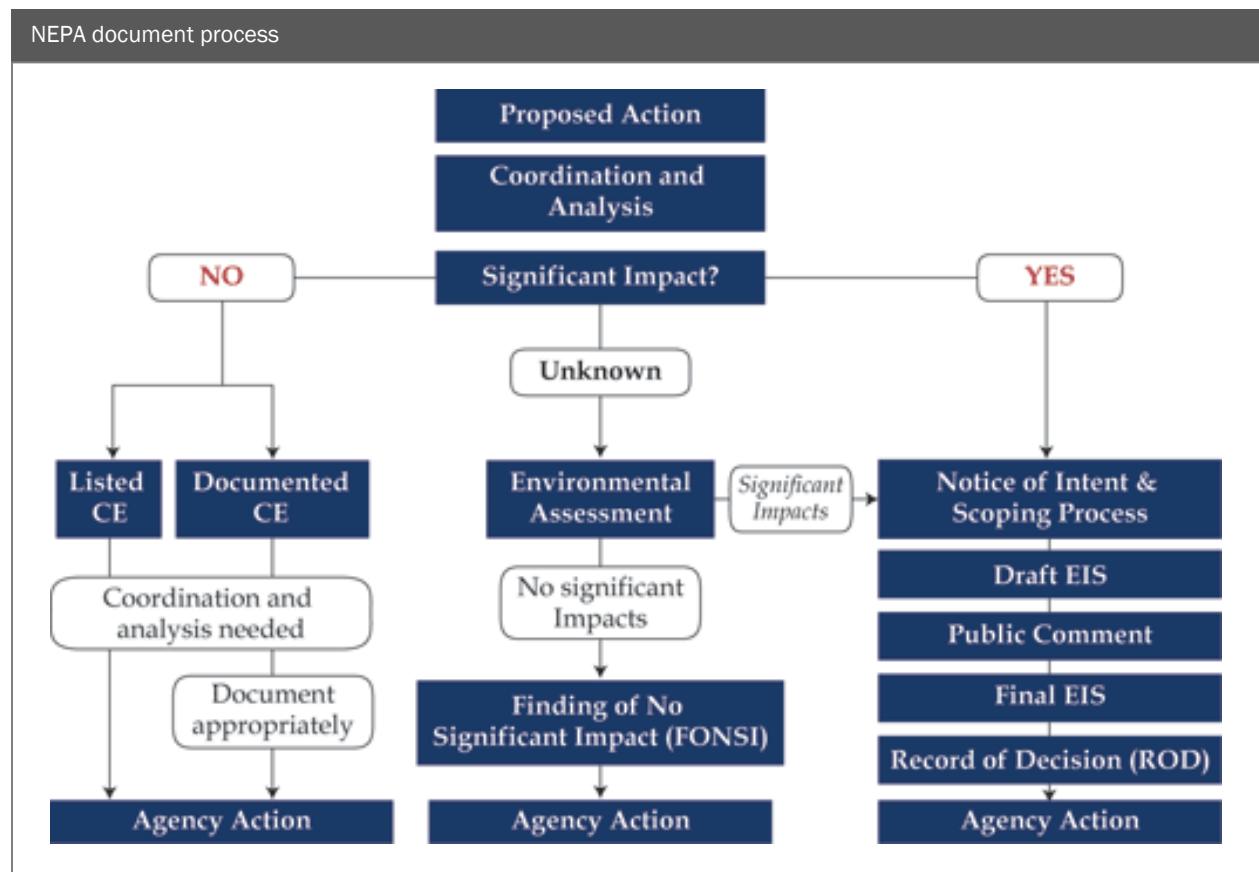 NEPA document process
Proposed Action
Coordination and
Analysis
Significant Impact?
NO
YES
Unknown
Listed
CE
Documented
CE
Environmental
Assessment
Significant
Impacts
Notice of Intent &
Scoping Process
Coordination and
analysis needed
Document
appropriately
No significant
Impacts
Finding of No
Significant Impact (FONSI)
Draft EIS
Public Comment
Final EIS
Record of Decision (ROD)
Agency Action
Agency Action
Agency Action